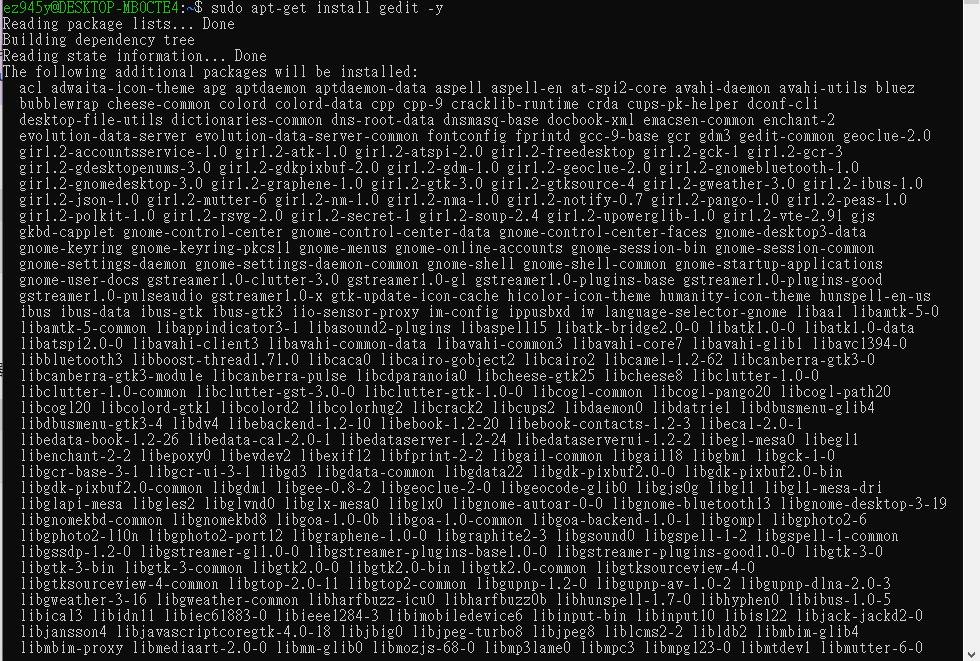 ez945y@DESKTOP-MBOCTE4:~$ sudo apt-get install gedit -y
Reading package lists... Done
Building dependency tree
Reading state information... Done
The following additional packages will be installed:
acl adwaita-icon-theme apg aptdaemon aptdaemon-data aspell aspell-en at-spi2-core avahi-daemon avahi-utils bluez
bubblewrap cheese-common colord colord-data cpp cpp-9 cracklib-runtime crda cups-pk-helper dconf-cli
desktop-file-utils dictionaries-common dns-root-data dnsmasq-base docbook-xml emacsen-common enchant-2
evolution-data-server evolution-data-server-common fontconfig fprintd gcc-9-base gcr gdm3 gedit-common geoclue-2.0
gir1.2-accountsservice-1.0 gir1.2-atk-1.0 gir1.2-atspi-2.0 gir1.2-freedesktop gir1.2-gck-1 gir1.2-gcr-3
gir1.2-gdesktopenums-3.0 gir1.2-gdkpixbuf-2.0 gir1.2-gdm-1.0 gir1.2-geoclue-2.0 gir1.2-gnomebluetooth-1.0
gir1.2-gnomedesktop-3.0 gir1.2-graphene-1.0 gir1.2-gtk-3.0 gir1.2-gtksource-4 gir1.2-gweather-3.0 gir1.2-ibus-1.0
gir1.2-json-1.0 gir1.2-mutter-6 gir1.2-nm-1.0 gir1.2-nma-1.0 gir1.2-notify-0.7 gir1.2-pango-1.0 gir1.2-peas-1.0
gir1.2-polkit-1.0 gir1.2-rsvg-2.0 gir1.2-secret-1 gir1.2-soup-2.4 gir1.2-upowerglib-1.0 gir1.2-vte-2.91 gjs
gkbd-capplet gnome-control-center gnome-control-center-data gnome-control-center-faces gnome-desktop3-data
gnome-keyring gnome-keyring-pkcs11 gnome-menus gnome-online-accounts gnome-session-bin gnome-session-common
gnome-settings-daemon gnome-settings-daemon-common gnome-shell gnome-shell-common gnome-startup-applications
gnome-user-docs gstreamer1.0-clutter-3.0 gstreamer1.0-gl gstreamer1.0-plugins-base gstreamer1.0-plugins-good
gstreamer1.0-pulseaudio gstreamer1.0-x gtk-update-icon-cache hicolor-icon-theme humanity-icon-theme hunspell-en-us
ibus ibus-data ibus-gtk ibus-gtk3 iio-sensor-proxy im-config ippusbxd iw language-selector-gnome libaa1 libamtk-5-0
libamtk-5-common libappindicator3-1 libasound2-plugins libaspell15 libatk-bridge2.0-0 libatk1.0-0 libatk1.0-data
libatspi2.0-0 libavahi-client3 libavahi-common-data libavahi-common3 libavahi-core7 libavahi-glib1 libavc1394-0
libbluetooth3 libboost-thread1.71.0 libcaca0 libcairo-gobject2 libcairo2 libcamel-1.2-62 libcanberra-gtk3-0
libcanberra-gtk3-module libcanberra-pulse libcdparanoia0 libcheese-gtk25 libcheese8 libclutter-1.0-0
libclutter-1.0-common libclutter-gst-3.0-0 libclutter-gtk-1.0-0 libcogl-common libcogl-pango20 libcogl-path20
libcogl20 libcolord-gtk1 libcolord2 libcolorhug2 libcrack2 libcups2 libdaemon0 libdatrie1 libdbusmenu-glib4
libdbusmenu-gtk3-4 libdv4 libebackend-1.2-10 libebook-1.2-20 libebook-contacts-1.2-3 libecal-2.0-1
libedata-book-1.2-26 libedata-cal-2.0-1 libedataserver-1.2-24 libedataserverui-1.2-2 libegl-mesa0 libegl1
libenchant-2-2 libepoxy0 libevdev2 libexif12 libfprint-2-2 libgail-common libgail18 libgbm1 libgck-1-0
libgcr-base-3-1 libgcr-ui-3-1 libgd3 libgdata-common libgdata22 libgdk-pixbuf2.0-0 libgdk-pixbuf2.0-bin
libgdk-pixbuf2.0-common libgdm1 libgee-0.8-2 libgeoclue-2-0 libgeocode-glib0 libgjs0g libgl1 libgl1-mesa-dri
libglapi-mesa libgles2 libglvnd0 libglx-mesa0 libglx0 libgnome-autoar-0-0 libgnome-bluetooth13 libgnome-desktop-3-19
libgnomekbd-common libgnomekbd8 libgoa-1.0-0b libgoa-1.0-common libgoa-backend-1.0-1 libgomp1 libgphoto2-6
libgphoto2-l10n libgphoto2-port12 libgraphene-1.0-0 libgraphite2-3 libgsound0 libgspell-1-2 libgspell-1-common
libgssdp-1.2-0 libgstreamer-gl1.0-0 libgstreamer-plugins-base1.0-0 libgstreamer-plugins-good1.0-0 libgtk-3-0
libgtk-3-bin libgtk-3-common libgtk2.0-0 libgtk2.0-bin libgtk2.0-common libgtksourceview-4-0
libgtksourceview-4-common libgtop-2.0-11 libgtop2-common libgupnp-1.2-0 libgupnp-av-1.0-2 libgupnp-dlna-2.0-3
libgweather-3-16 libgweather-common libharfbuzz-icu0 libharfbuzz0b libhunspell-1.7-0 libhyphen0 libibus-1.0-5
libical3 libidn11 libiec61883-0 libieee1284-3 libimobiledevice6 libinput-bin libinput10 libisl22 libjack-jackd2-0
libjansson4 libjavascriptcoregtk-4.0-18 libjbig0 libjpeg-turbo8 libjpeg8 liblcms2-2 libldb2 libmbim-glib4
libmbim-proxy libmediaart-2.0-0 libmm-glib0 libmozjs-68-0 libmp3lame0 libmpc3 libmpg123-0 libmtdev1 libmutter-6-0